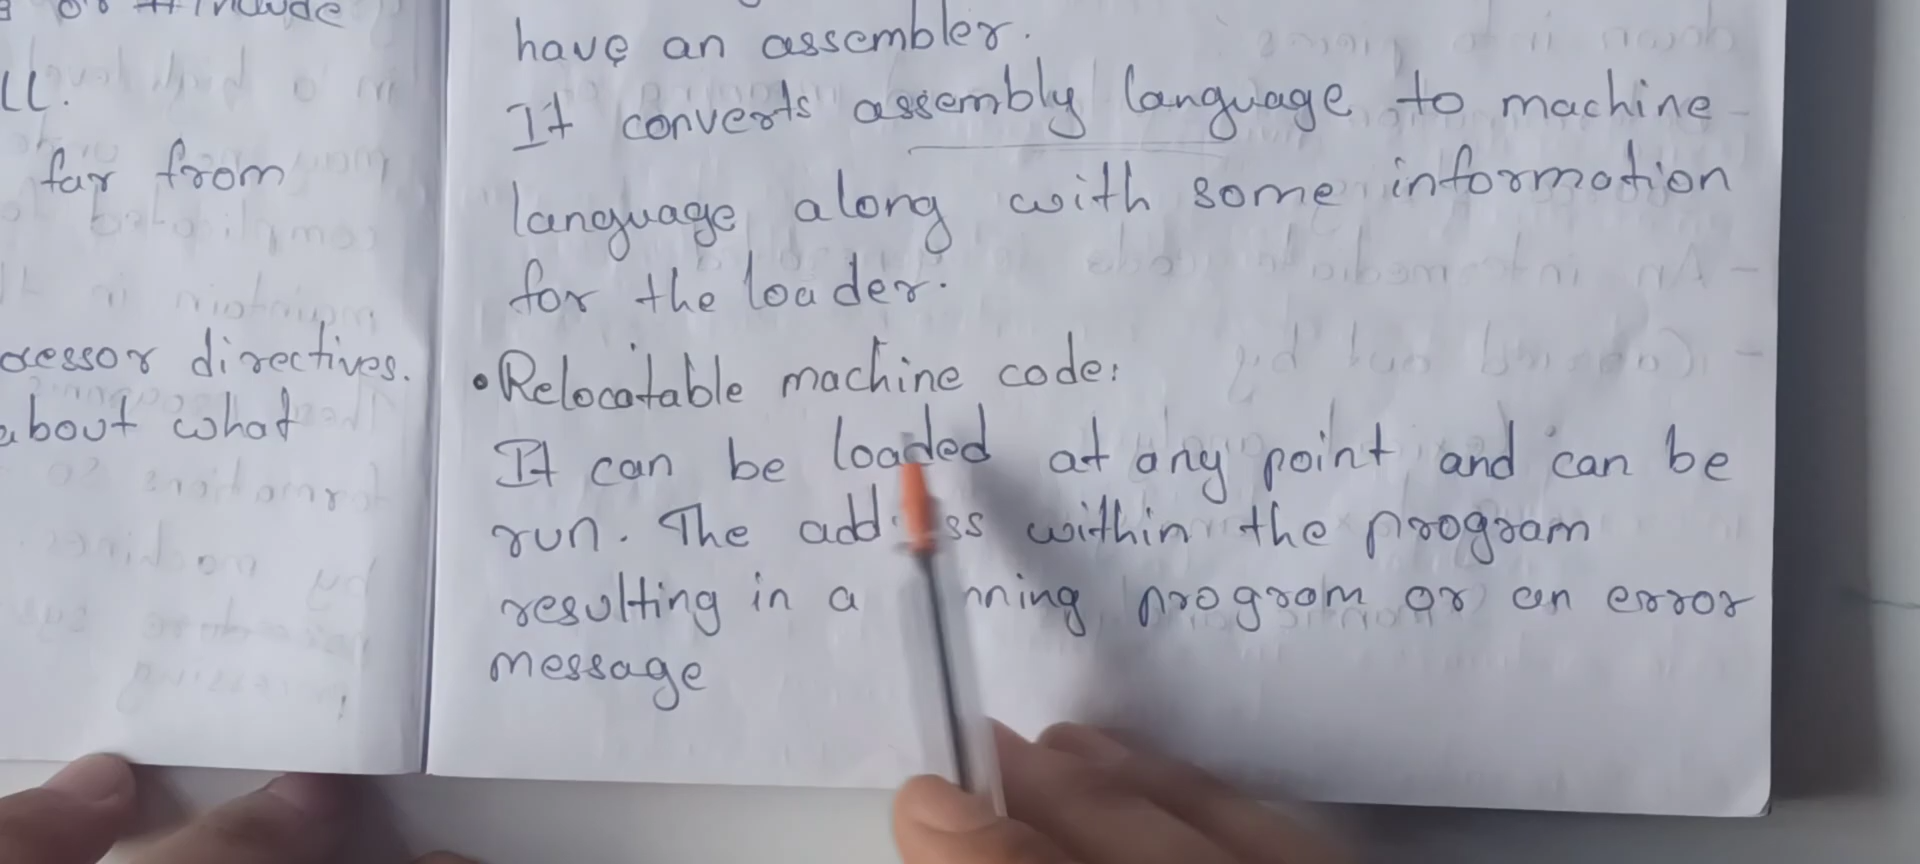 #include
ll.
far from
cessor directives.
about what
have an assembler.
It converts assembly language to machine
language along with some information
for the loader.
• Relocatable machine code:
It can be loaded at any point and can be
run. The within the program
resulting in a program or an error
message